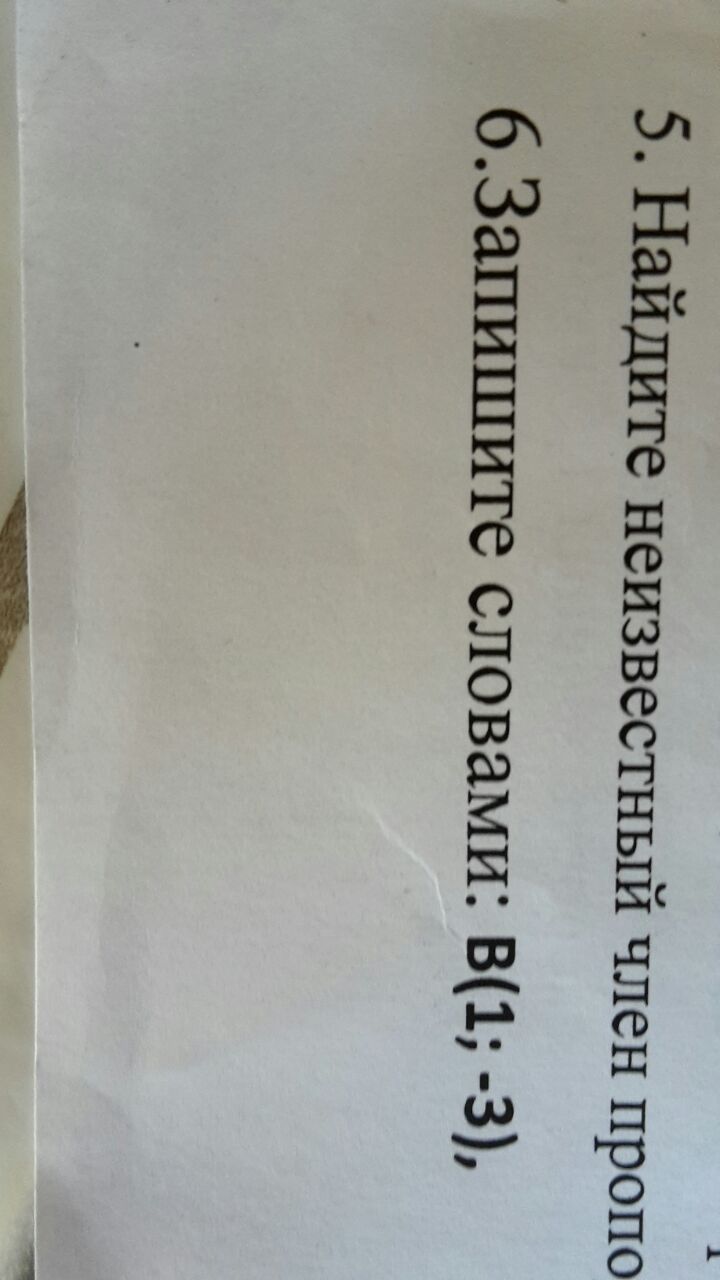 5. Найдите неизвестный член пропо
6.Запишите словами: В(1; -3),